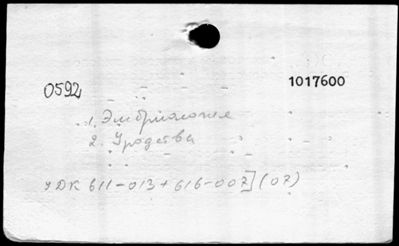 0592 1017600
1. Эмбриология
2. Уродства
УДК 611-013+616-007](07)